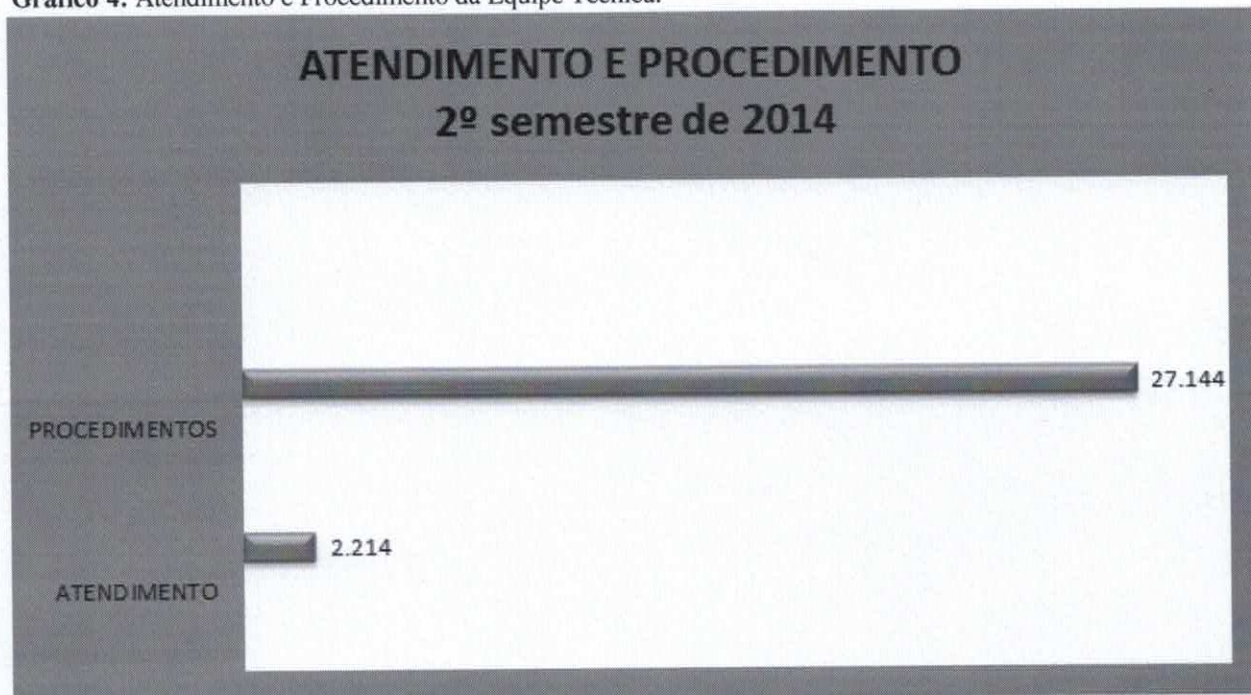 Gráfico 4: Atendimento e Procedimento da Equipe Técnica.
ATENDIMENTO E PROCEDIMENTO
2º semestre de 2014
27.144
PROCEDIMENTOS
2.214
ATENDIMENTO